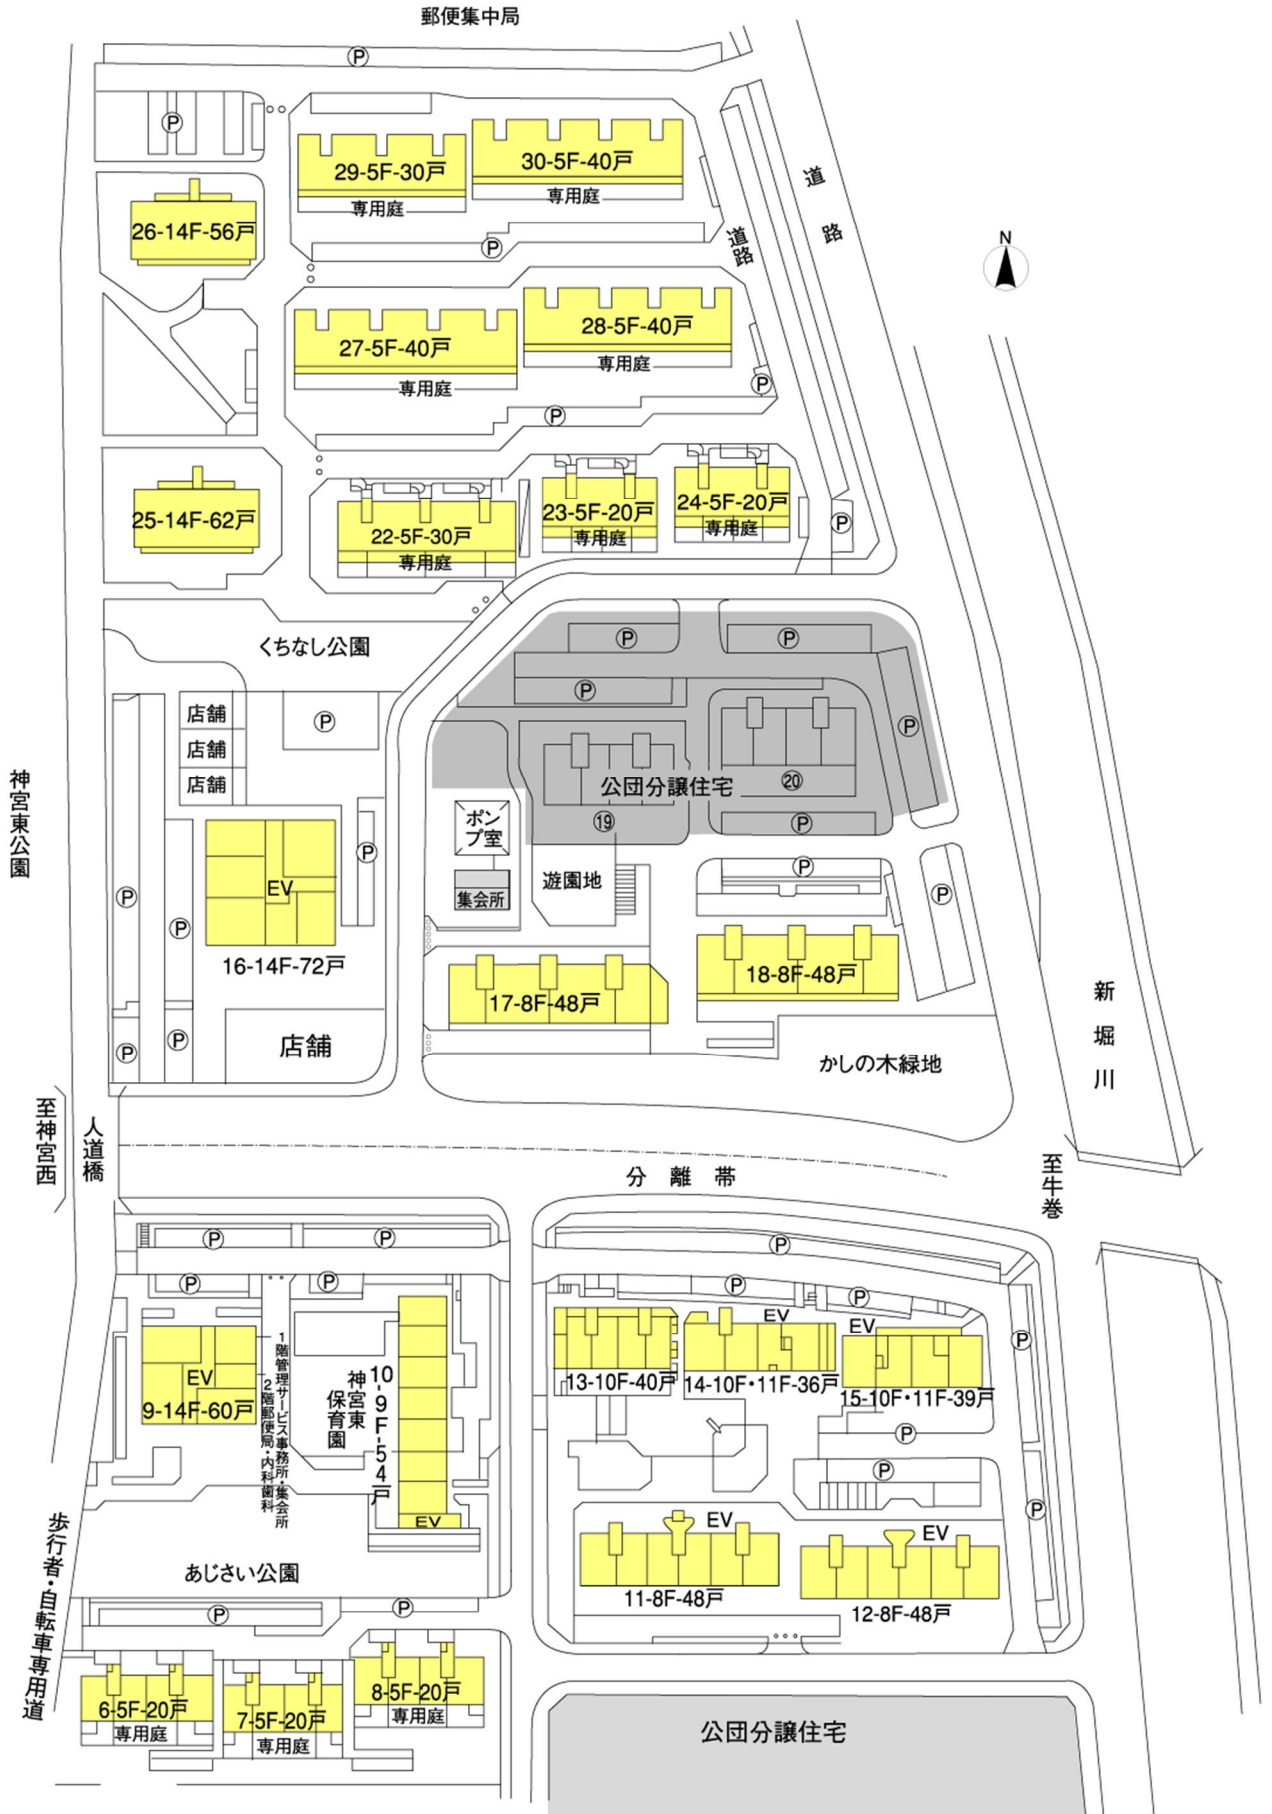 郵便集中局
P
P
29-5F-30戸
専用庭
30-5F-40戸
専用庭
道路
道路
26-14F-56戸
P
N
27-5F-40戸
専用庭
28-5F-40戸
専用庭
P
P
25-14F-62戸
22-5F-30戸
専用庭
23-5F-20戸
専用庭
24-5F-20戸
専用庭
P
くちなし公園
P
P
P
P
店舗
店舗
店舗
P
公団分譲住宅
⑲
⑳
P
神宮東公園
ポン
プ室
集会所
遊園地
P
P
P
EV
16-14F-72戸
P
P
P
P
店舗
17-8F-48戸
18-8F-48戸
かしの木緑地
新堀川
至神宮西
人道橋
分離帯
至牛巻
P
P
P
P
P
P
P
P
P
EV
9-14F-60戸
1階管理サービス事務所・集会所
2階郵便局・内科歯科
神宮東
保育園
10-9F-54戸
EV
13-10F-40戸
EV
14-10F・11F-36戸
EV
15-10F・11F-39戸
P
P
EV
11-8F-48戸
EV
12-8F-48戸
あじさい公園
P
P
歩行者・自転車専用道
6-5F-20戸
専用庭
7-5F-20戸
専用庭
8-5F-20戸
専用庭
公団分譲住宅